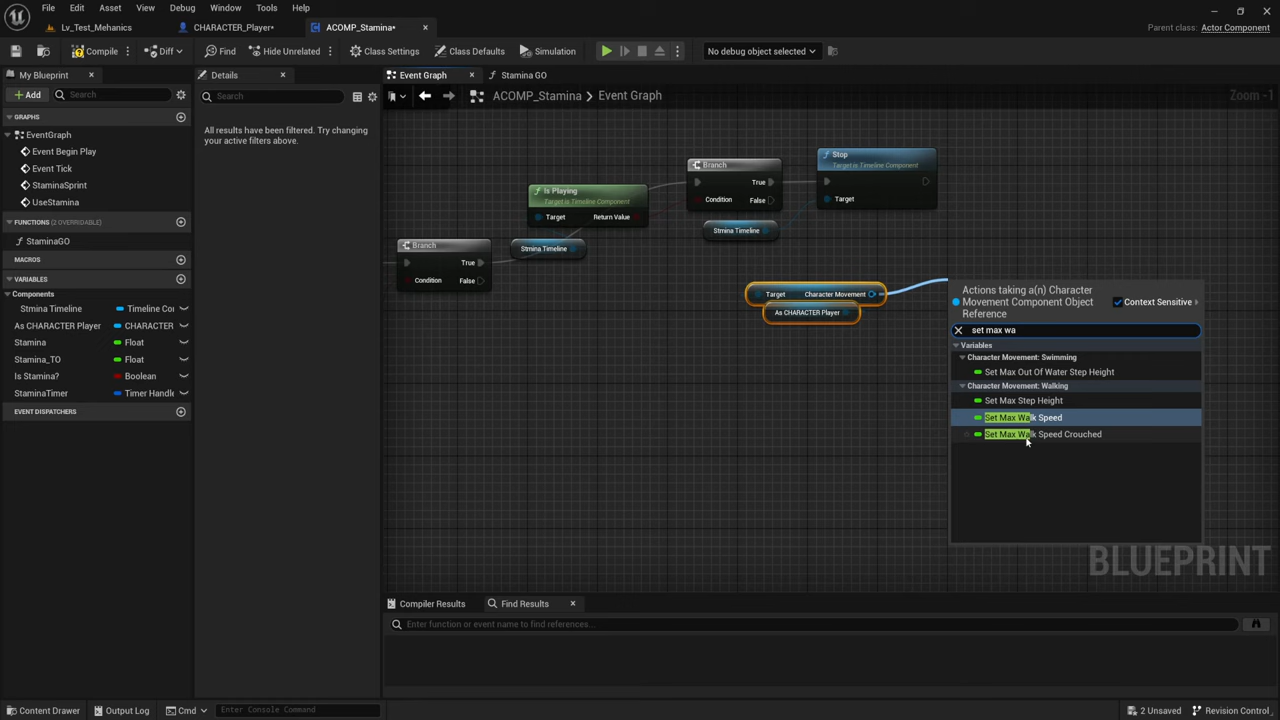 File Edit Asset View Debug Window Tools Help
Lv_Test_Mehanics CHARACTER_Player* ACOMP_Stamina* Parent class: Actor Component
Compile Diff Find Hide Unrelated Class Settings Class Defaults Simulation No debug object selected
My Blueprint Details Event Graph Stamina GO
Add Search Search ACOMP_Stamina Event Graph Zoom -1
GRAPHS
EventGraph
Event Begin Play
Event Tick
StaminaSprint
UseStamina
FUNCTIONS (2 OVERRIDABLE)
StaminaGO
MACROS
VARIABLES
Components
Stmina Timeline Timeline Co
As CHARACTER Player CHARACTER
Stamina Float
Stamina_TO Float
Is Stamina? Boolean
StaminaTimer Timer Handle
EVENT DISPATCHERS
All results have been filtered. Try changing
your active filters above.
Branch
Condition
True
False
Is Playing
Target is Timeline Component
Target Return Value
Stmina Timeline
Branch
True
Condition False
Stmina Timeline
Stop
Target is Timeline Component
Target
Target Character Movement
As CHARACTER Player
Actions taking a(n) Character
Movement Component Object
Reference
Context Sensitive
set max wa
Variables
Character Movement: Swimming
Set Max Out Of Water Step Height
Character Movement: Walking
Set Max Step Height
Set Max Walk Speed
Set Max Walk Speed Crouched
BLUEPRINT
Compiler Results Find Results
Enter function or event name to find references...
Content Drawer Output Log Cmd Enter Console Command 2 Unsaved Revision Control